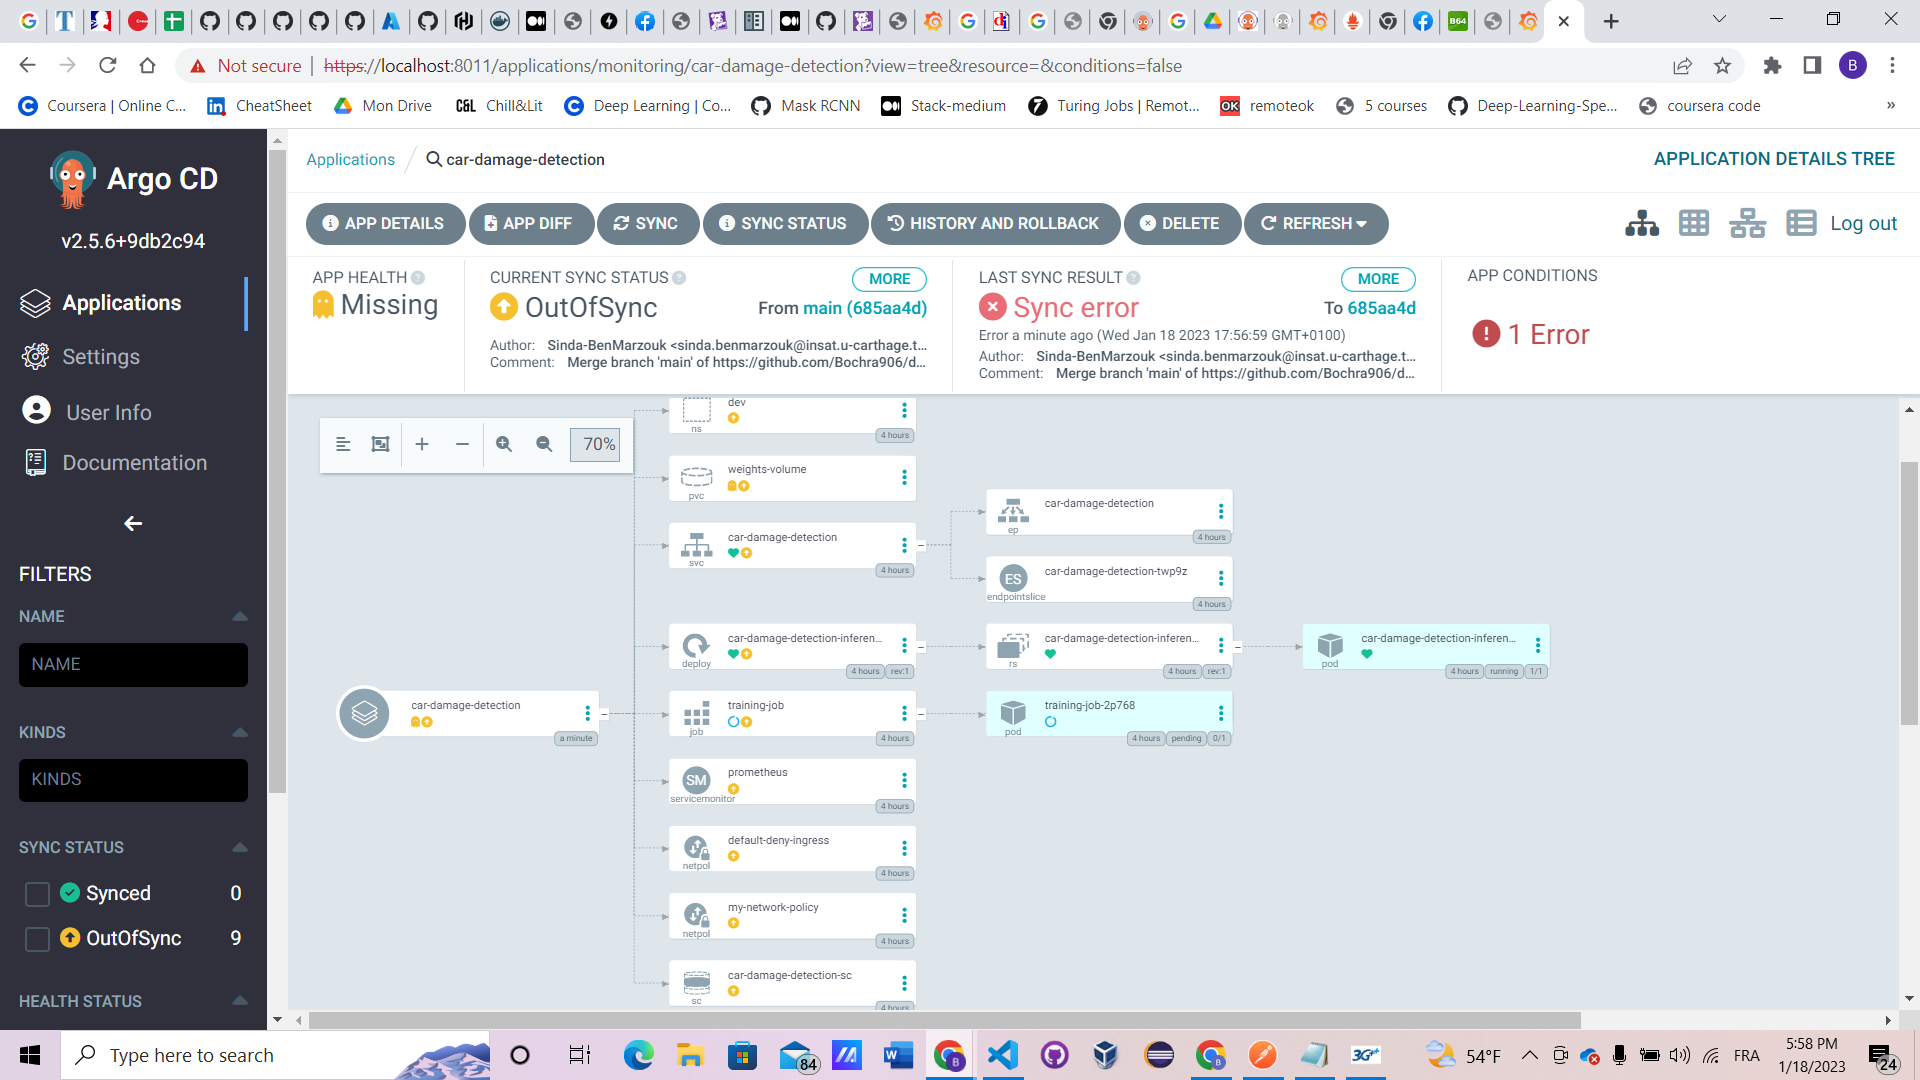 Not secure | https://localhost:8011/applications/monitoring/car-damage-detection?view=tree&resource=&conditions=false
B
Coursera | Online C...
CheatSheet
Mon Drive
C&L Chill&Lit
Deep Learning | Co...
Mask RCNN
Stack-medium
Turing Jobs | Remot...
OK remoteok
5 courses
Deep-Learning-Spe...
coursera code
»
Argo CD
v2.5.6+9db2c94
Applications
Settings
User Info
Documentation
FILTERS
NAME
NAME
KINDS
KINDS
SYNC STATUS
Synced 0
OutOfSync 9
HEALTH STATUS
Applications / car-damage-detection
APPLICATION DETAILS TREE
APP DETAILS
APP DIFF
SYNC
SYNC STATUS
HISTORY AND ROLLBACK
DELETE
REFRESH
Log out
APP HEALTH
Missing
CURRENT SYNC STATUS
MORE
OutOfSync
From main (685aa4d)
Author: Sinda-BenMarzouk <sinda.benmarzouk@insat.u-carthage.t...
Comment: Merge branch 'main' of https://github.com/Bochra906/d...
LAST SYNC RESULT
MORE
Sync error
To 685aa4d
Error a minute ago (Wed Jan 18 2023 17:56:59 GMT+0100)
Author: Sinda-BenMarzouk <sinda.benmarzouk@insat.u-carthage.t...
Comment: Merge branch 'main' of https://github.com/Bochra906/d...
APP CONDITIONS
1 Error
70%
car-damage-detection
a minute
dev
ns
4 hours
weights-volume
pvc
car-damage-detection
svc
4 hours
car-damage-detection
ep
4 hours
ES
car-damage-detection-twp9z
endpointslice
4 hours
car-damage-detection-inferen...
deploy
4 hours rev:1
car-damage-detection-inferen...
rs
4 hours rev:1
car-damage-detection-inferen...
pod
4 hours running 1/1
training-job
job
4 hours
training-job-2p768
pod
4 hours pending 0/1
SM
prometheus
servicemonitor
4 hours
default-deny-ingress
netpol
4 hours
my-network-policy
netpol
4 hours
car-damage-detection-sc
sc
4 hours
Type here to search
84
54°F
FRA
5:58 PM
1/18/2023
24